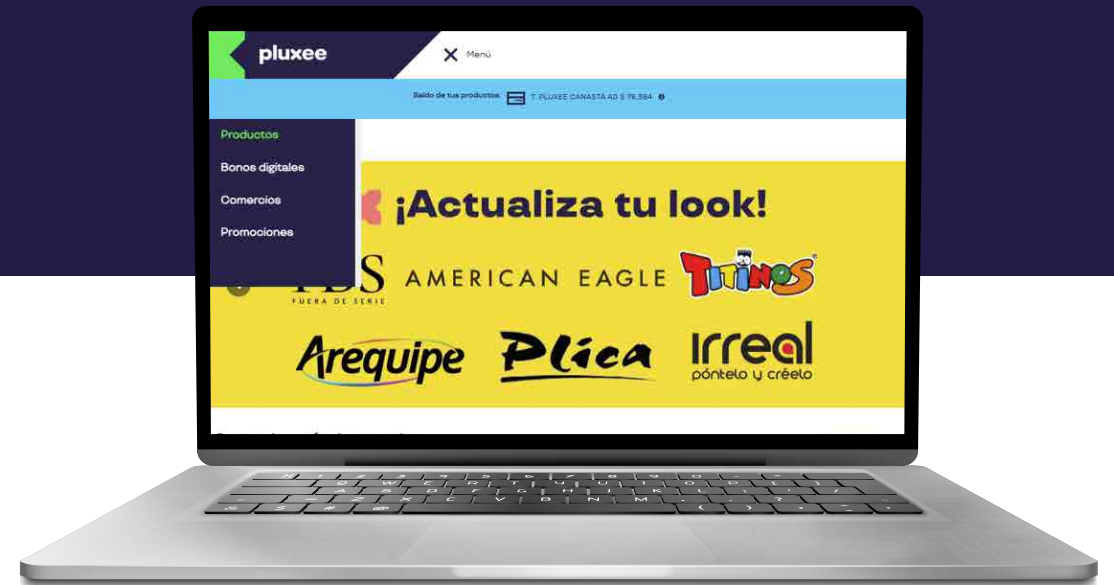 pluxee
Menú
Saldo de tus productos T. PLUXEE CANASTA AD $ 76.384
Productos
Bonos digitales
Comercios
Promociones
¡Actualiza tu look!
FUERA DE SERIE
AMERICAN EAGLE
TITINOS
Arequipe
Plica
irreal
póntelo y créelo